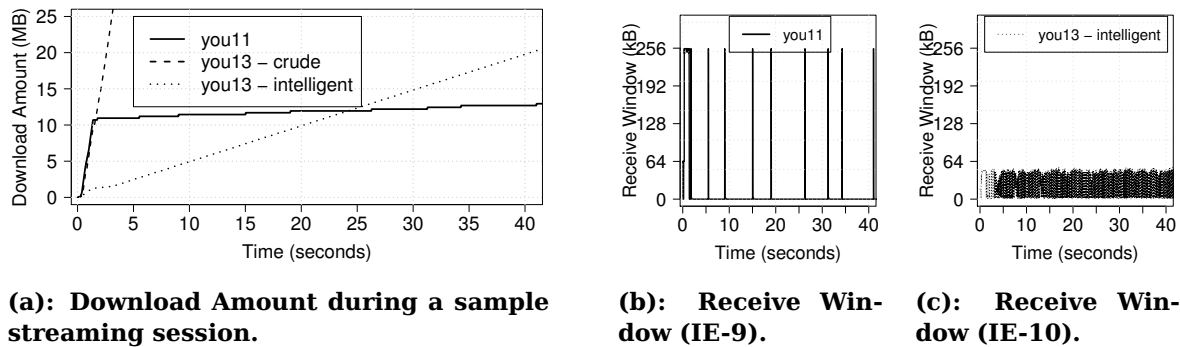 Download Amount (MB)
25
20
15
10
5
0
you11
you13 – crude
you13 – intelligent
0 5 10 15 20 25 30 35 40
Time (seconds)
(a): Download Amount during a sample
streaming session.
Receive Window (kB)
256
192
128
64
0
you11
0 10 20 30 40
Time (seconds)
(b): Receive Win-
dow (IE-9).
Receive Window (kB)
256
192
128
64
0
you13 – intelligent
0 10 20 30 40
Time (seconds)
(c): Receive Win-
dow (IE-10).